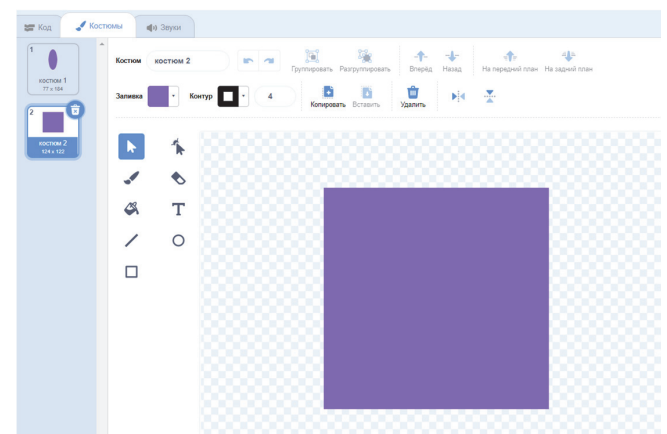 Код Костюмы Звуки
1
костюм 1
77 x 184
2
костюм 2
124 x 122
Костюм костюм 2 Группировать Разгруппировать Вперёд Назад На передний план На задний план
Заливка Контур 4 Копировать Вставить Удалить
T